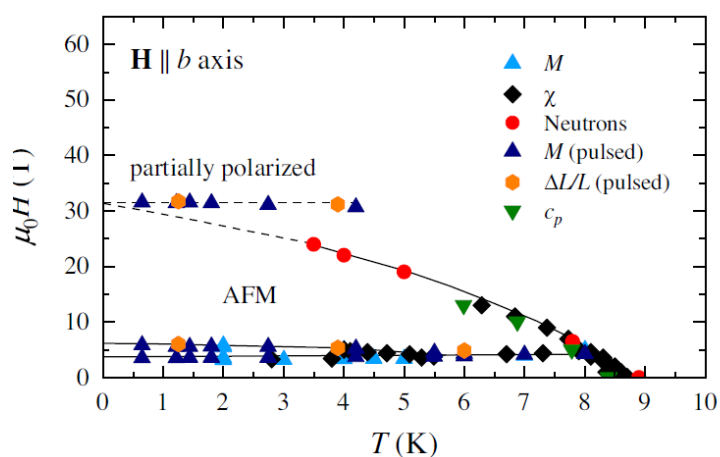 H || b axis
M
χ
Neutrons
M (pulsed)
ΔL/L (pulsed)
c_p
partially polarized
AFM
μ₀H (T)
60
50
40
30
20
10
0
0 1 2 3 4 5 6 7 8 9 10
T (K)